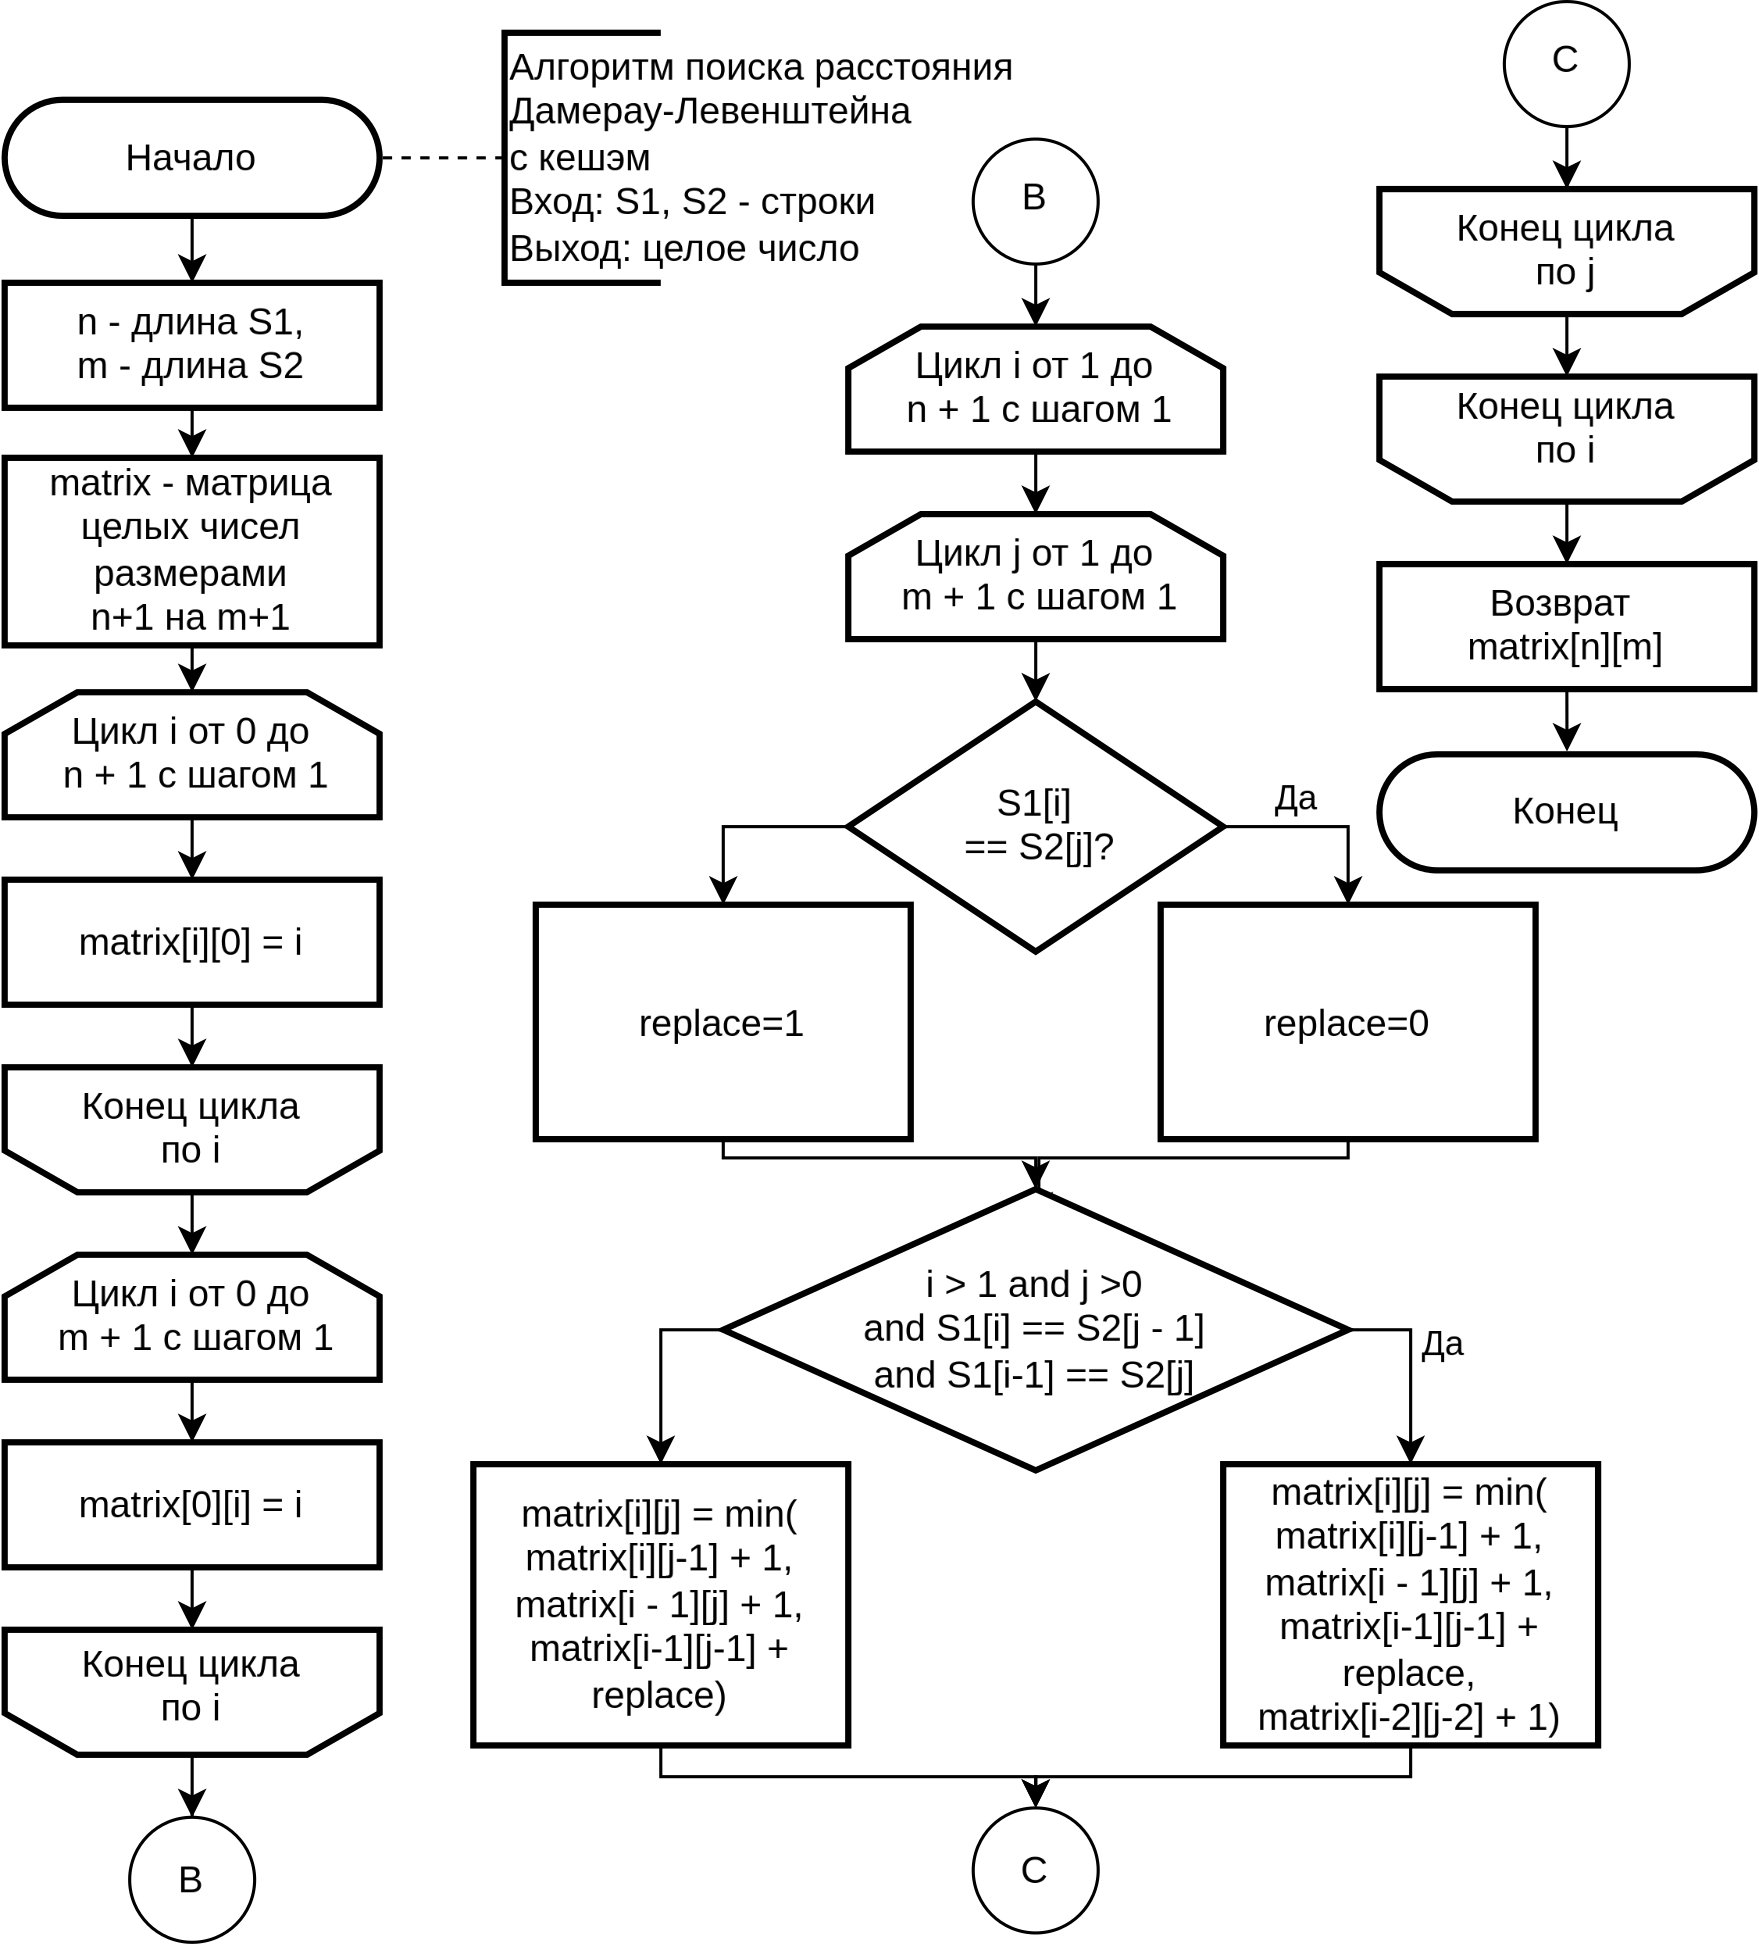 Начало
Алгоритм поиска расстояния
Дамерау-Левенштейна
с кешэм
Вход: S1, S2 - строки
Выход: целое число
n - длина S1,
m - длина S2
matrix - матрица
целых чисел
размерами
n+1 на m+1
Цикл i от 0 до
n + 1 с шагом 1
matrix[i][0] = i
Конец цикла
по i
Цикл i от 0 до
m + 1 с шагом 1
matrix[0][i] = i
Конец цикла
по i
B
B
Цикл i от 1 до
n + 1 с шагом 1
Цикл j от 1 до
m + 1 с шагом 1
S1[i]
== S2[j]?
Да
replace=1
replace=0
i > 1 and j >0
and S1[i] == S2[j - 1]
and S1[i-1] == S2[j]
Да
matrix[i][j] = min(
matrix[i][j-1] + 1,
matrix[i - 1][j] + 1,
matrix[i-1][j-1] +
replace)
matrix[i][j] = min(
matrix[i][j-1] + 1,
matrix[i - 1][j] + 1,
matrix[i-1][j-1] +
replace,
matrix[i-2][j-2] + 1)
C
C
Конец цикла
по j
Конец цикла
по i
Возврат
matrix[n][m]
Конец